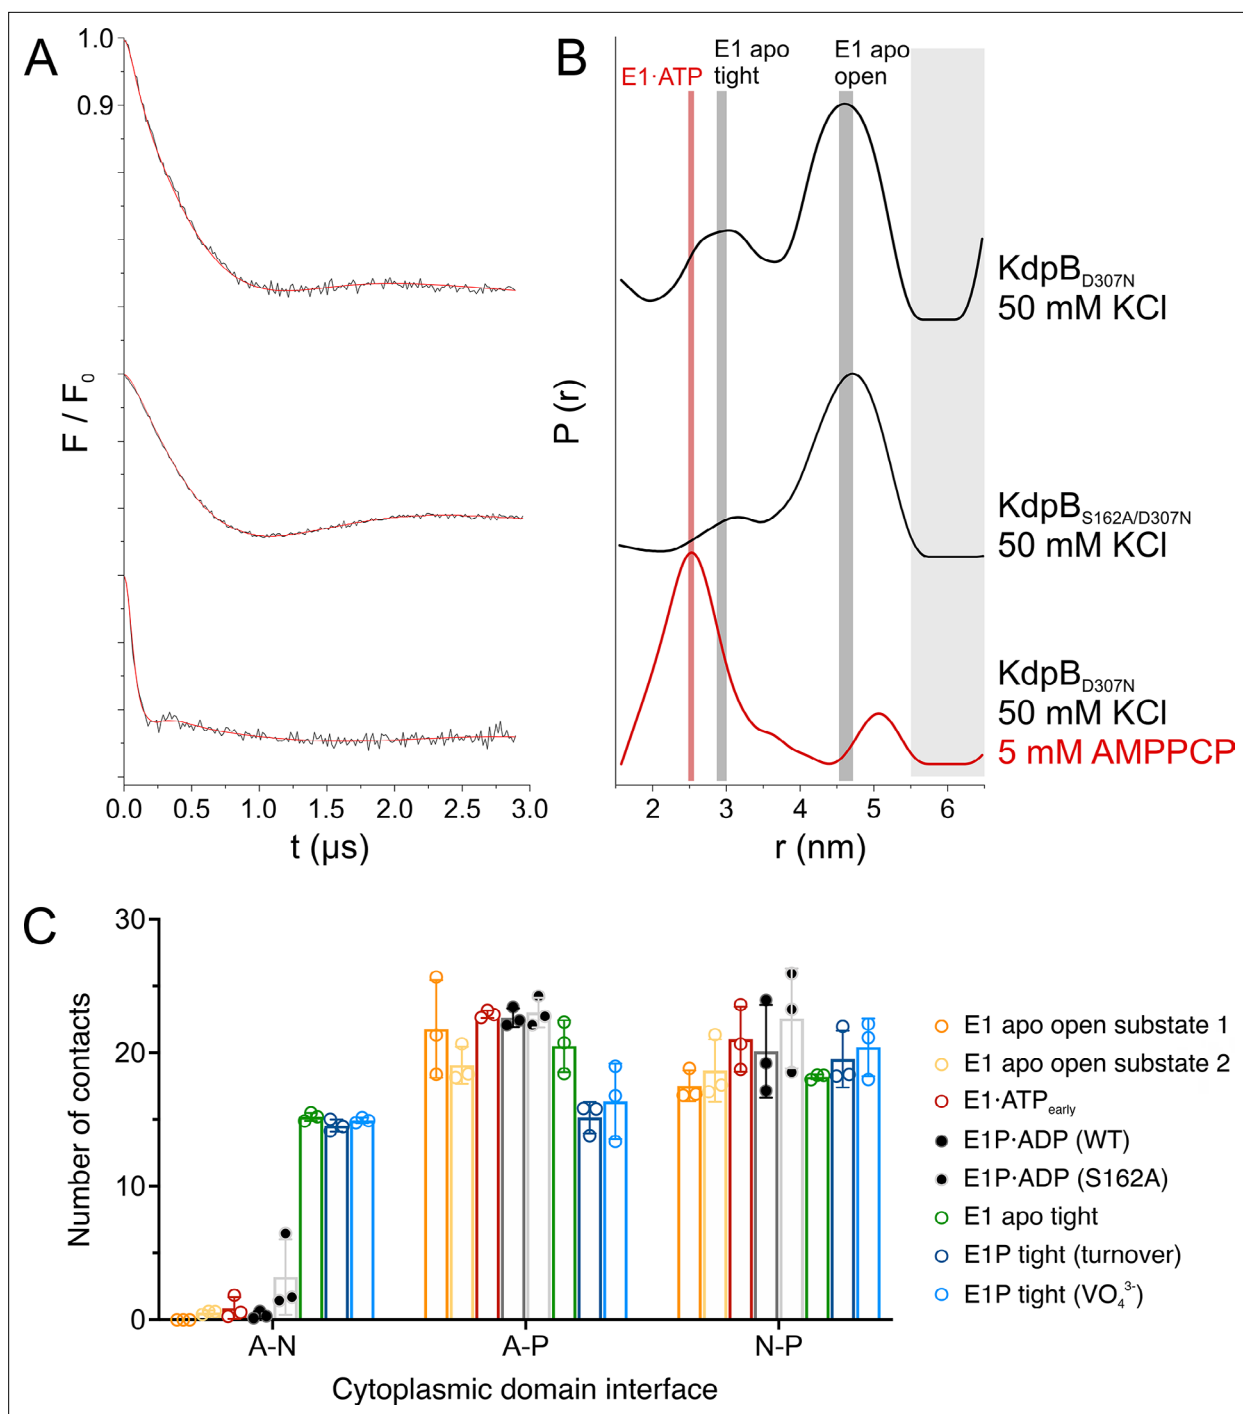 A
1.0
0.9
F / F0
0.0 0.5 1.0 1.5 2.0 2.5 3.0
t (µs)
B
E1·ATP
E1 apo
tight
E1 apo
open
P (r)
KdpBD307N
50 mM KCl
KdpBS162A/D307N
50 mM KCl
KdpBD307N
50 mM KCl
5 mM AMPPCP
2 3 4 5 6
r (nm)
C
30
20
10
0
Number of contacts
A-N A-P N-P
Cytoplasmic domain interface
E1 apo open substate 1
E1 apo open substate 2
E1·ATPearly
E1P·ADP (WT)
E1P·ADP (S162A)
E1 apo tight
E1P tight (turnover)
E1P tight (VO4³⁻)